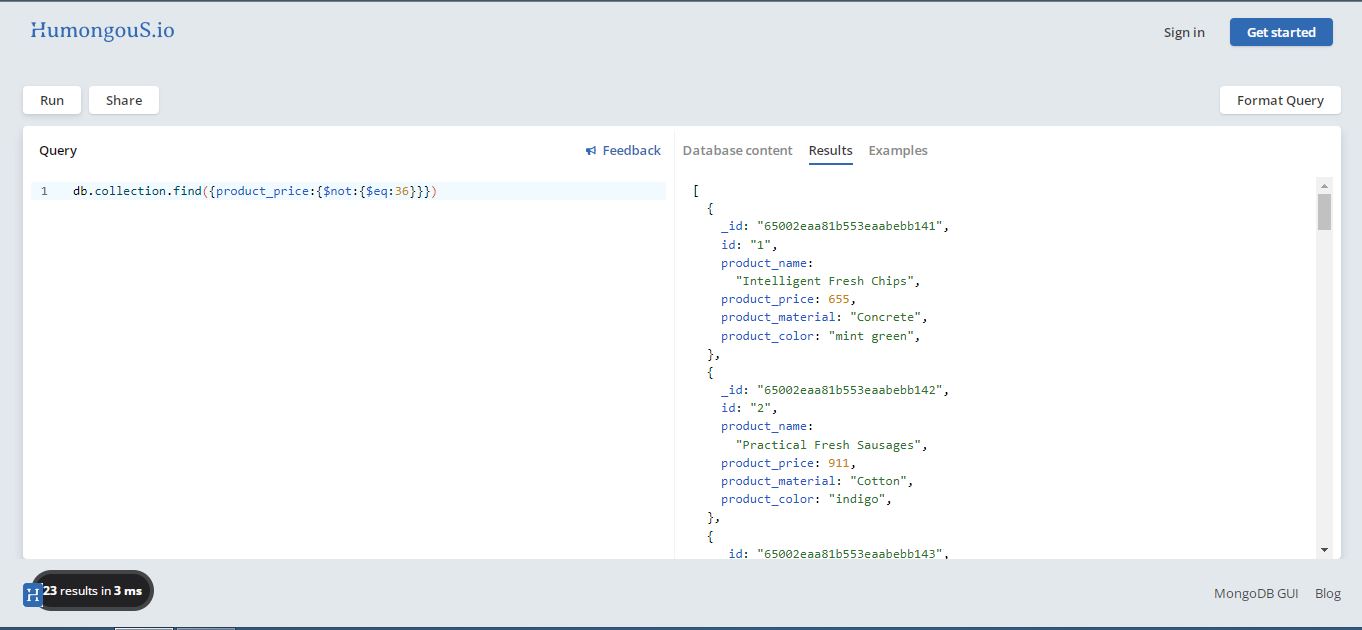 HumongouS.io
Sign in
Get started
Run
Share
Format Query
Query
Feedback
1 db.collection.find({product_price:{$not:{$eq:36}}})
Database content
Results
Examples
[
{
_id: "65002eaa81b553eaabebb141",
id: "1",
product_name:
"Intelligent Fresh Chips",
product_price: 655,
product_material: "Concrete",
product_color: "mint green",
},
{
_id: "65002eaa81b553eaabebb142",
id: "2",
product_name:
"Practical Fresh Sausages",
product_price: 911,
product_material: "Cotton",
product_color: "indigo",
},
{
_id: "65002eaa81b553eaabebb143",
H
23 results in 3 ms
MongoDB GUI
Blog